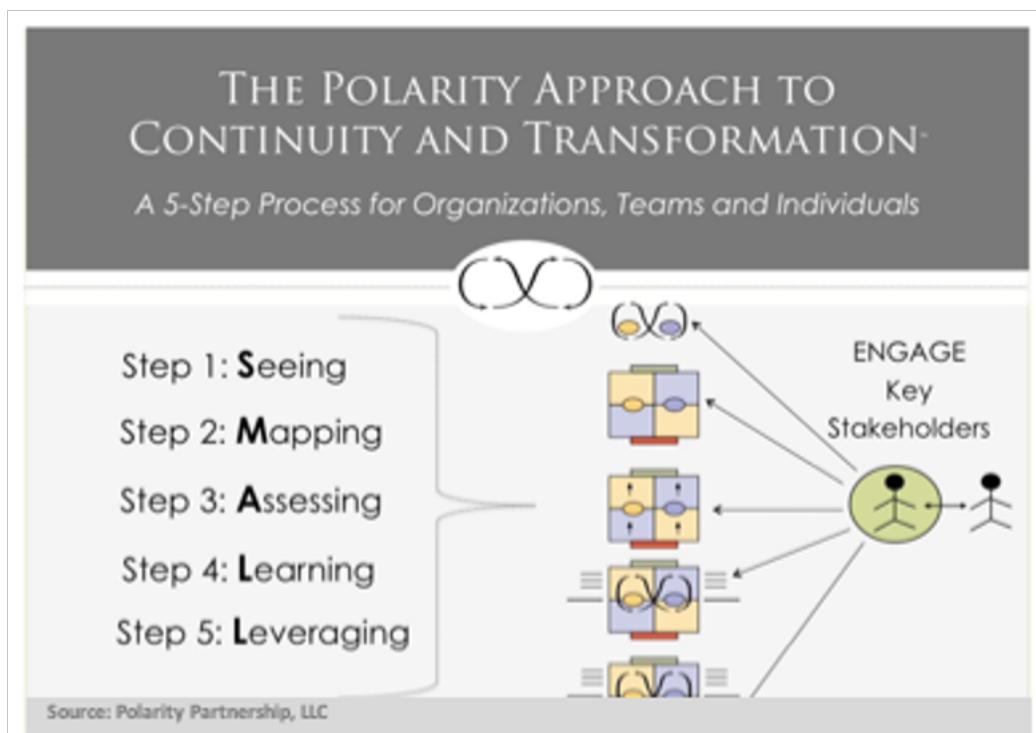 THE POLARITY APPROACH TO
CONTINUITY AND TRANSFORMATION
A 5-Step Process for Organizations, Teams and Individuals
Step 1: Seeing
Step 2: Mapping
Step 3: Assessing
Step 4: Learning
Step 5: Leveraging
ENGAGE
Key
Stakeholders
Source: Polarity Partnership, LLC